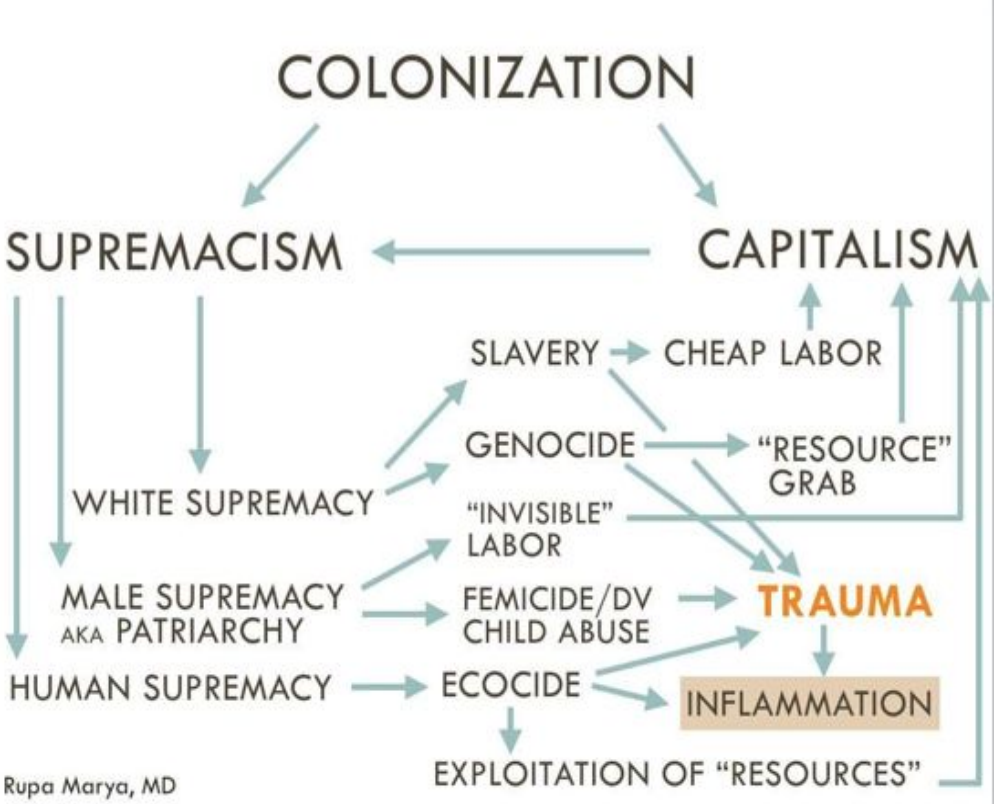 COLONIZATION
SUPREMACISM
CAPITALISM
SLAVERY
CHEAP LABOR
GENOCIDE
"RESOURCE"
GRAB
WHITE SUPREMACY
"INVISIBLE"
LABOR
MALE SUPREMACY
AKA PATRIARCHY
FEMICIDE/DV
CHILD ABUSE
TRAUMA
HUMAN SUPREMACY
ECOCIDE
INFLAMMATION
EXPLOITATION OF "RESOURCES"
Rupa Marya, MD